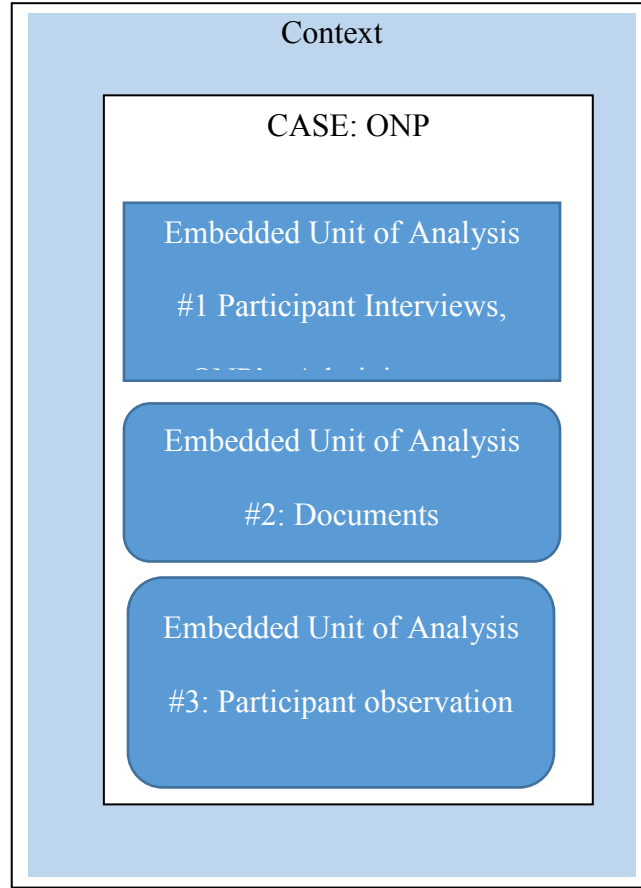 Context
CASE: ONP
Embedded Unit of Analysis
#1 Participant Interviews,
Embedded Unit of Analysis
#2: Documents
Embedded Unit of Analysis
#3: Participant observation